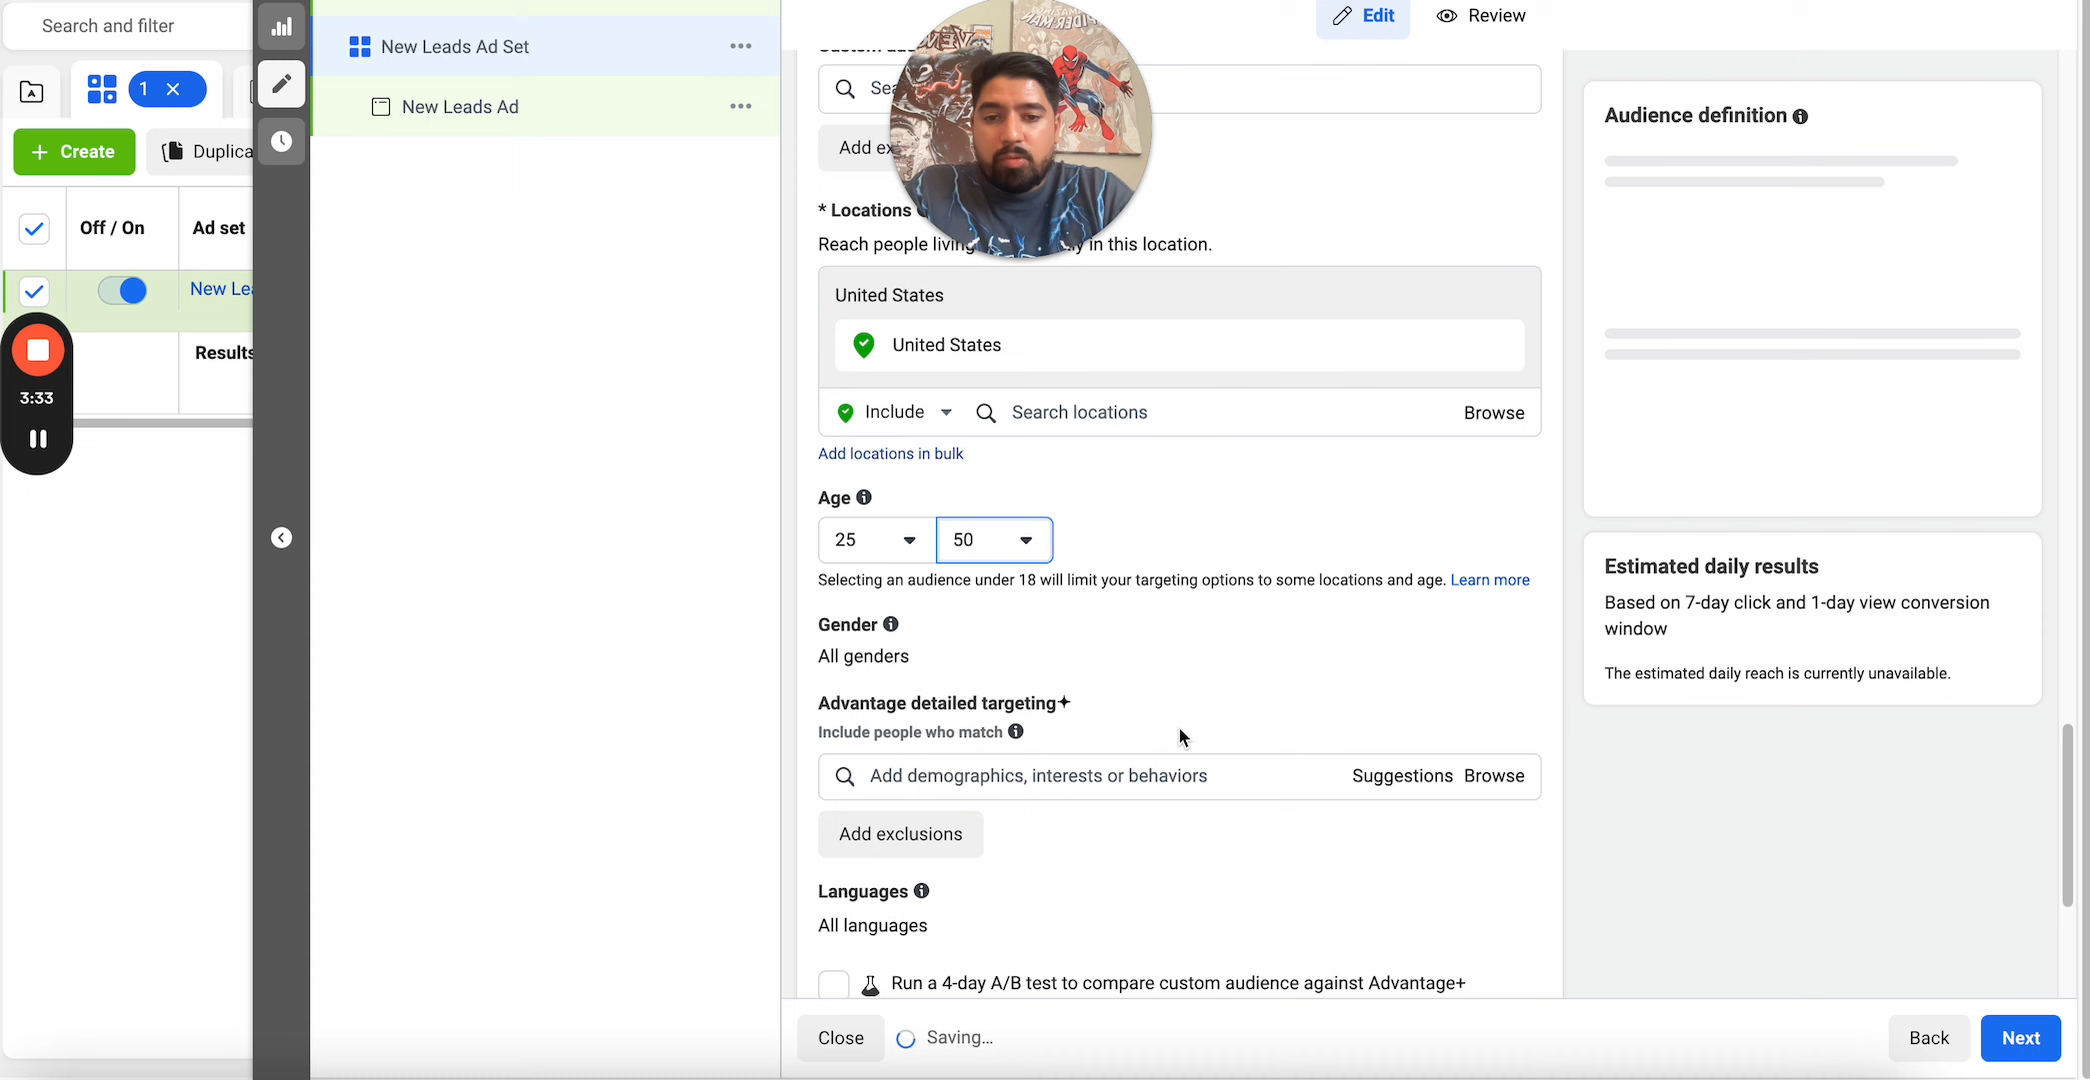 Search and filter
1
Create
Duplica
Off / On
Ad set
New Lea
Results
3:33
New Leads Ad Set
New Leads Ad
Edit
Review
Add ex
* Locations
Reach people living in this location.
United States
United States
Include
Search locations
Browse
Add locations in bulk
Age
25
50
Selecting an audience under 18 will limit your targeting options to some locations and age. Learn more
Gender
All genders
Advantage detailed targeting+
Include people who match
Add demographics, interests or behaviors
Suggestions Browse
Add exclusions
Languages
All languages
Run a 4-day A/B test to compare custom audience against Advantage+
Close
Saving...
Back
Next
Audience definition
Estimated daily results
Based on 7-day click and 1-day view conversion
window
The estimated daily reach is currently unavailable.